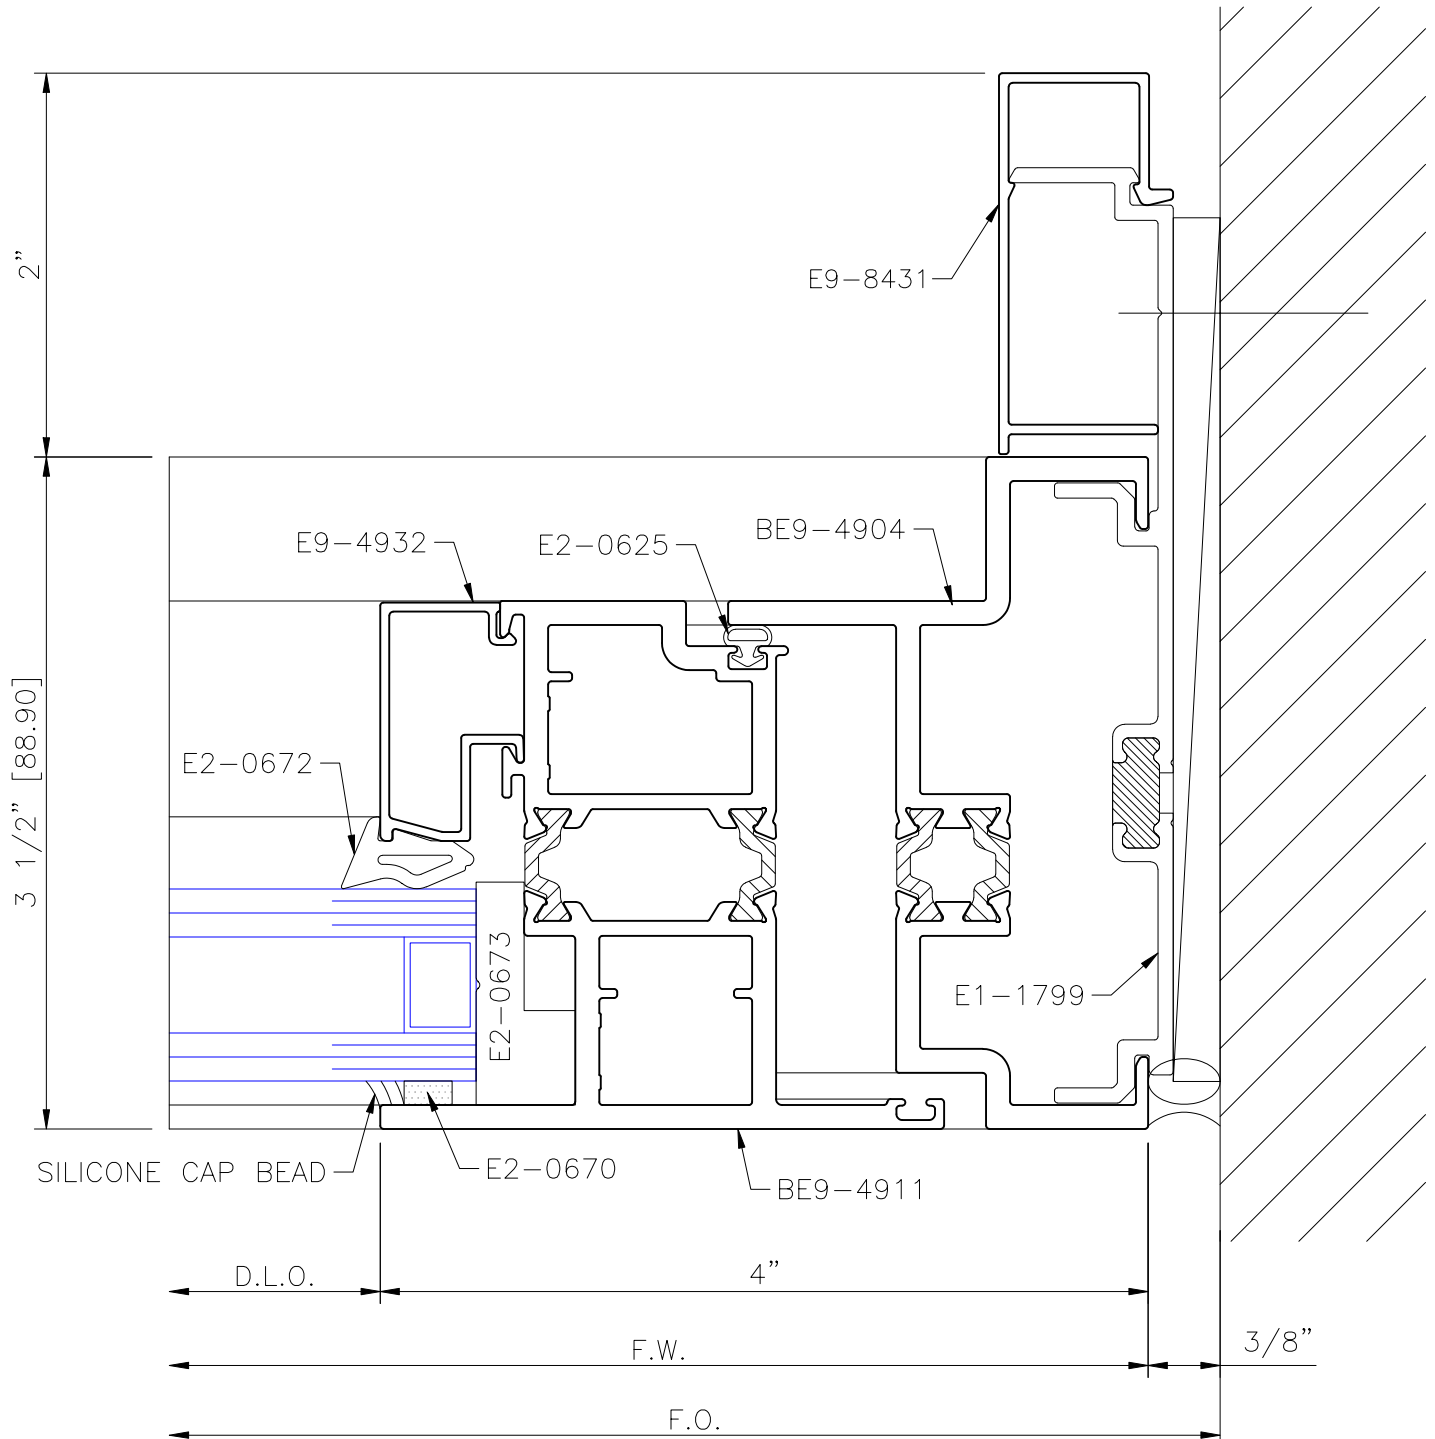 2”
E9-8431
E9-4932
E2-0625
BE9-4904
3 1/2” [88.90]
E2-0672
E2-0673
E1-1799
SILICONE CAP BEAD
E2-0670
BE9-4911
D.L.O.
4”
F.W.
3/8”
F.O.